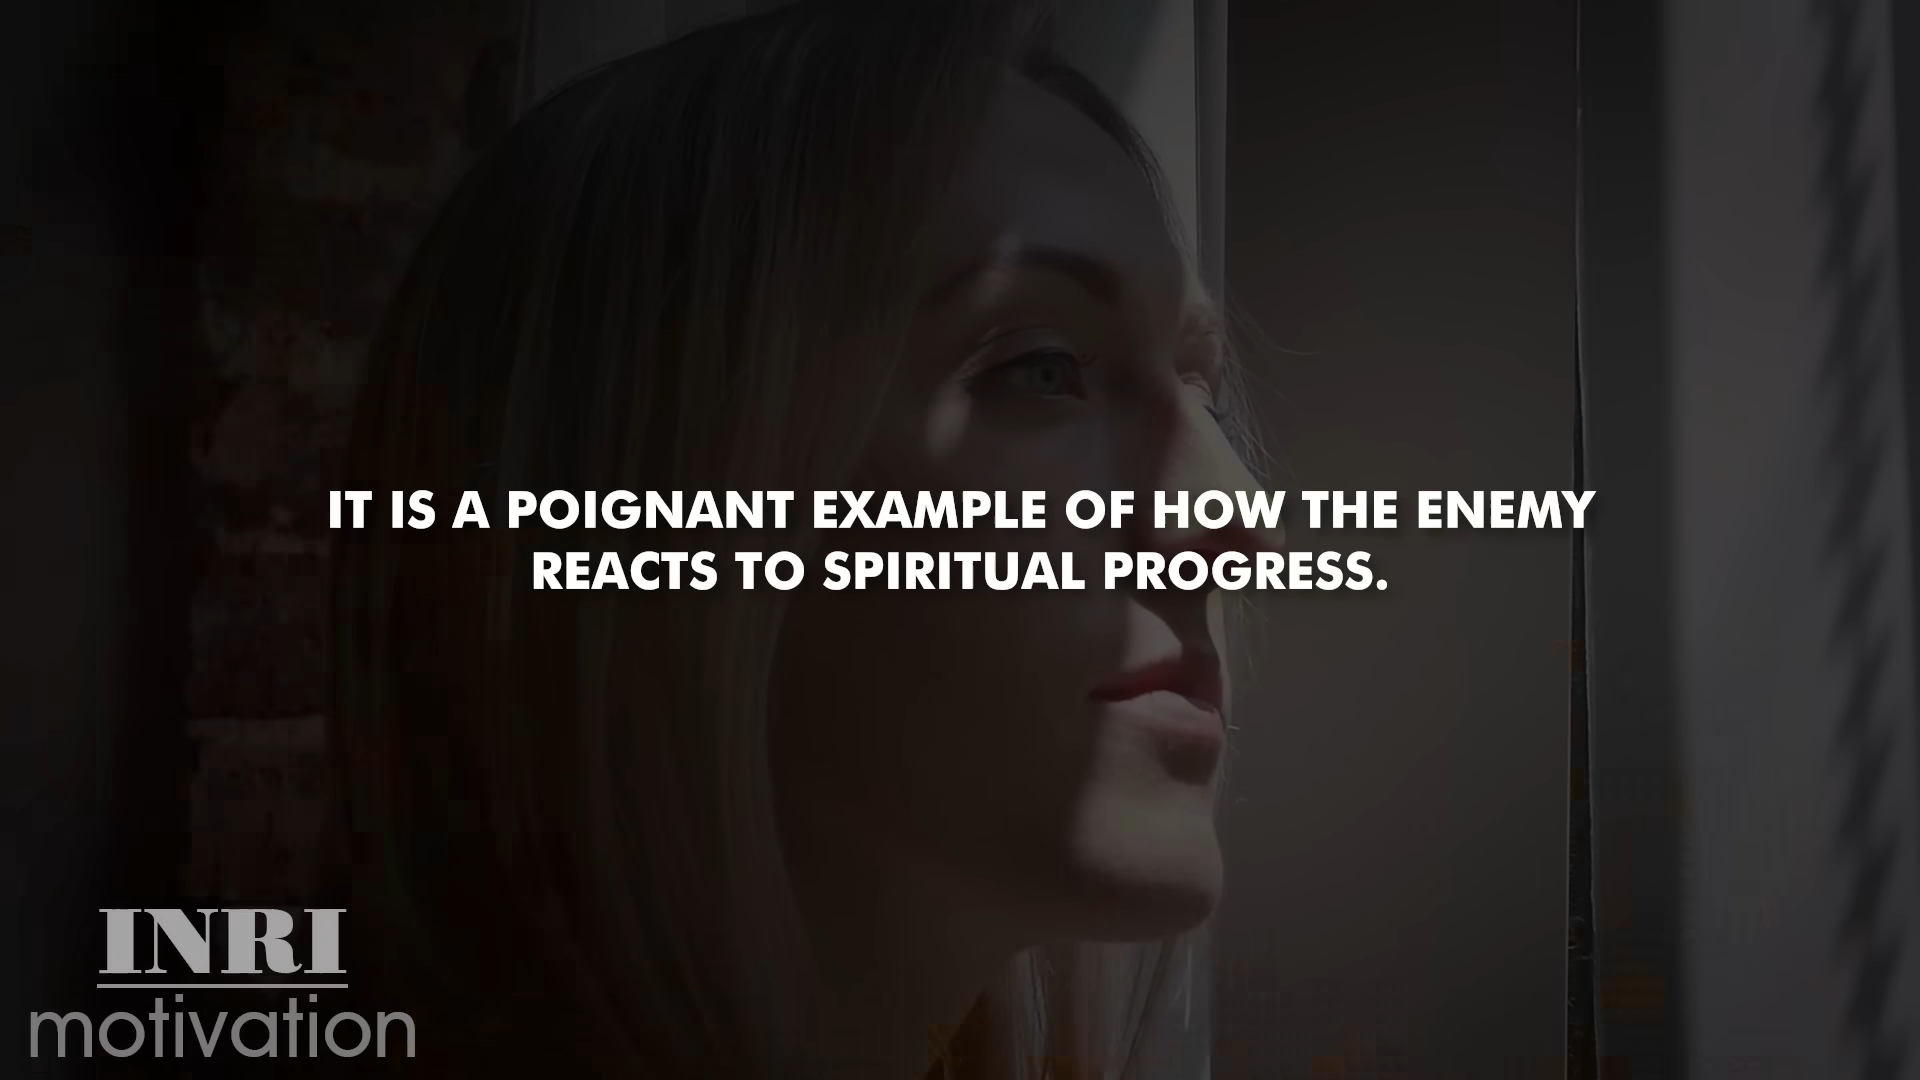 IT IS A POIGNANT EXAMPLE OF HOW THE ENEMY
REACTS TO SPIRITUAL PROGRESS.
INRI
motivation